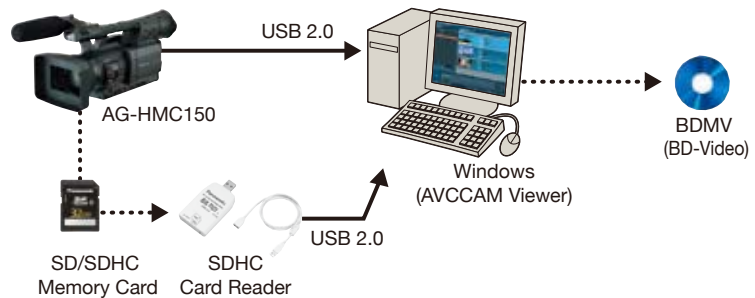 USB 2.0
AG-HMC150
BDMV
(BD-Video)
Windows
(AVCCAM Viewer)
Panasonic
USB 2.0
SD/SDHC
Memory Card
SDHC
Card Reader